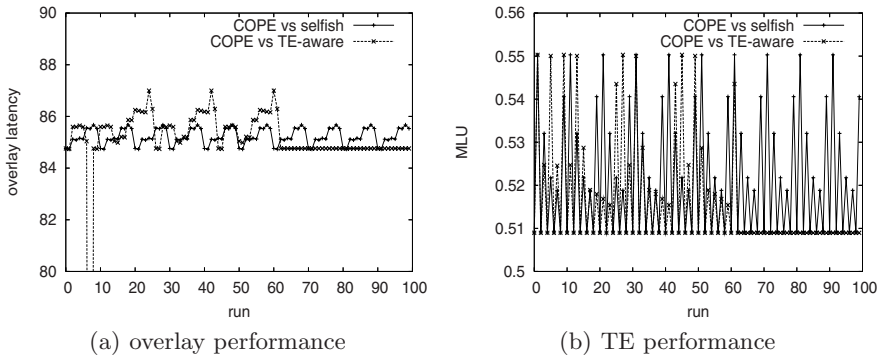 COPE vs selfish
COPE vs TE-aware
90
88
86
84
82
80
overlay latency
0 10 20 30 40 50 60 70 80 90 100
run
(a) overlay performance
COPE vs selfish
COPE vs TE-aware
0.56
0.55
0.54
0.53
0.52
0.51
0.5
MLU
0 10 20 30 40 50 60 70 80 90 100
run
(b) TE performance